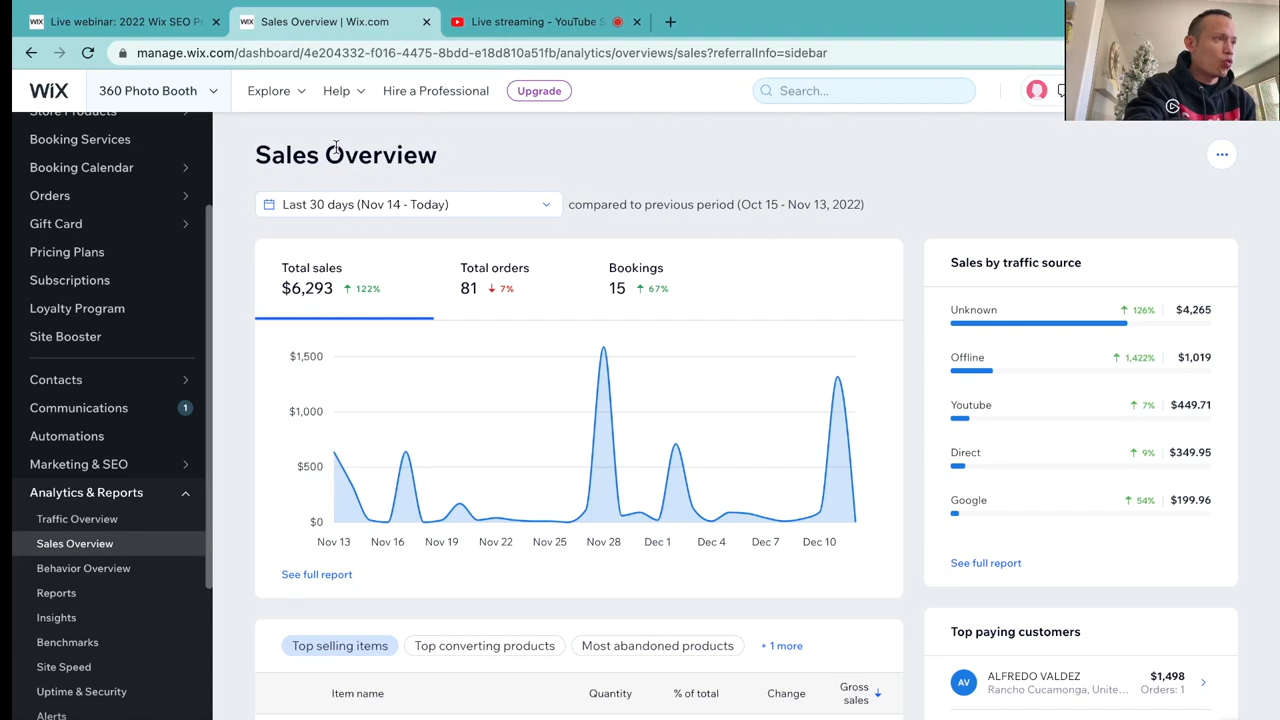 Live webinar: 2022 Wix SEO P
Sales Overview | Wix.com
Live streaming - YouTube S
manage.wix.com/dashboard/4e204332-f016-4475-8bdd-e18d810a51fb/analytics/overviews/sales?referralInfo=sidebar
WiX
360 Photo Booth
Explore
Help
Hire a Professional
Upgrade
Search...
Store Products
Booking Services
Booking Calendar
Orders
Gift Card
Pricing Plans
Subscriptions
Loyalty Program
Site Booster
Contacts
Communications 1
Automations
Marketing & SEO
Analytics & Reports
Traffic Overview
Sales Overview
Behavior Overview
Reports
Insights
Benchmarks
Site Speed
Uptime & Security
Alerts
Sales Overview
Last 30 days (Nov 14 - Today) compared to previous period (Oct 15 - Nov 13, 2022)
Total sales
$6,293 122%
Total orders
81 7%
Bookings
15 67%
$1,500
$1,000
$500
$0
Nov 13 Nov 16 Nov 19 Nov 22 Nov 25 Nov 28 Dec 1 Dec 4 Dec 7 Dec 10
See full report
Sales by traffic source
Unknown 126% $4,265
Offline 1,422% $1,019
Youtube 7% $449.71
Direct 9% $349.95
Google 54% $199.96
See full report
Top selling items Top converting products Most abandoned products + 1 more
Item name Quantity % of total Change Gross sales
Top paying customers
AV
ALFREDO VALDEZ $1,498
Rancho Cucamonga, Unite... Orders: 1